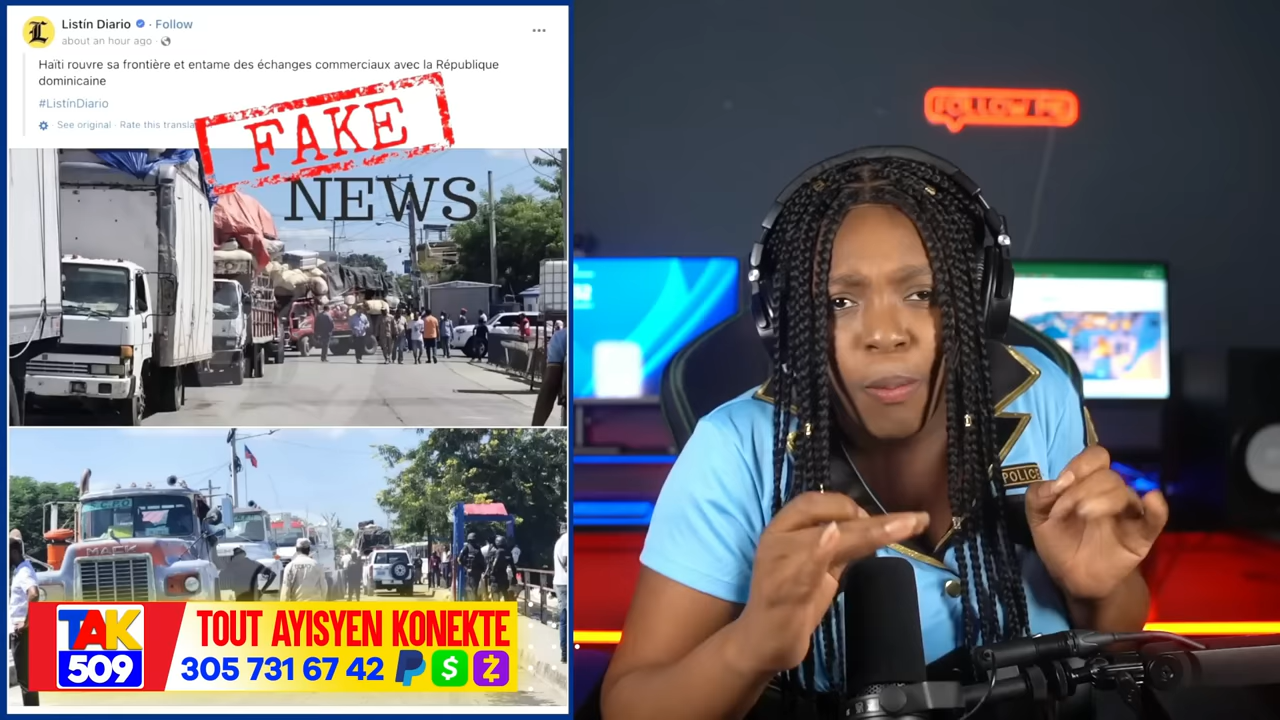 Listín Diario · Follow
about an hour ago ·
Haïti rouvre sa frontière et entame des échanges commerciaux avec la République
dominicaine
#ListínDiario
See original · Rate this transla
FAKE
NEWS
MACK
TAK
509
TOUT AYISYEN KONEKTE
305 731 67 42
FOLLOW ME
POLICE